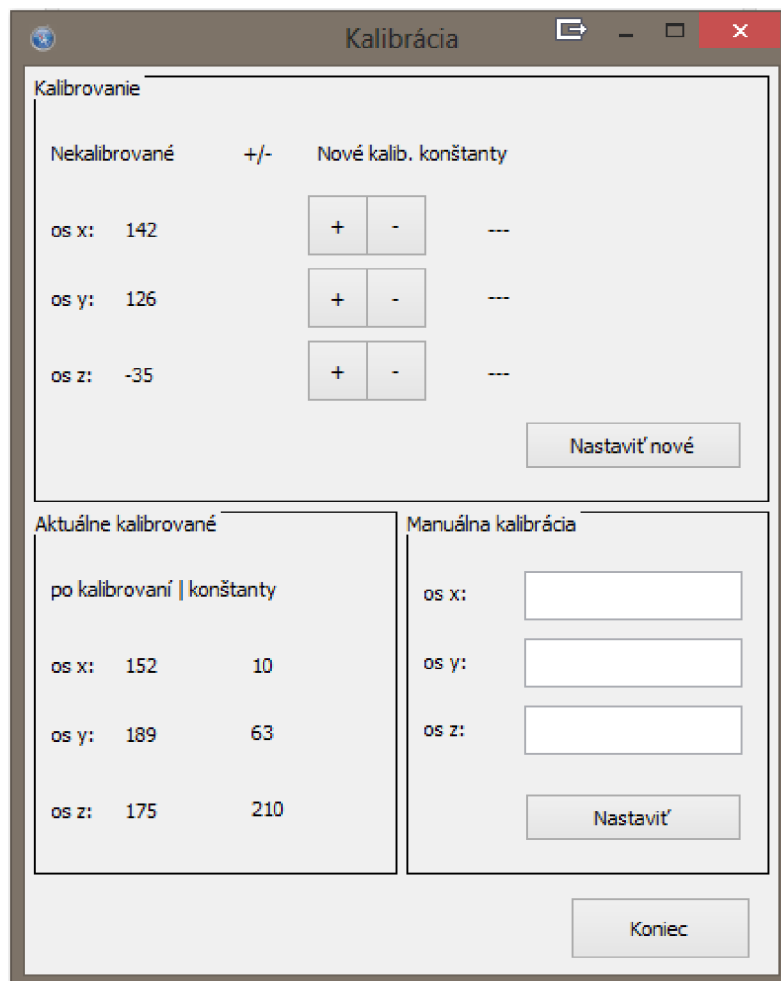 Kalibrácia
Kalibrovanie
Nekalibrované +/- Nové kalib. konštanty
os x: 142 + - ---
os y: 126 + - ---
os z: -35 + - ---
Nastaviť nové
Aktuálne kalibrované
po kalibrovaní | konštanty
os x: 152 10
os y: 189 63
os z: 175 210
Manuálna kalibrácia
os x:
os y:
os z:
Nastaviť
Koniec